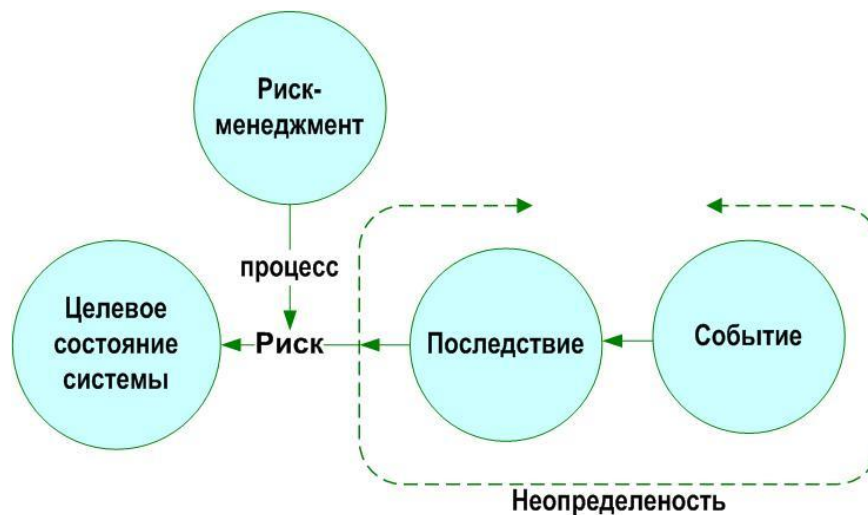 Риск-
менеджмент
процесс
Целевое
состояние
системы
Риск
Последствие
Событие
Неопределеность